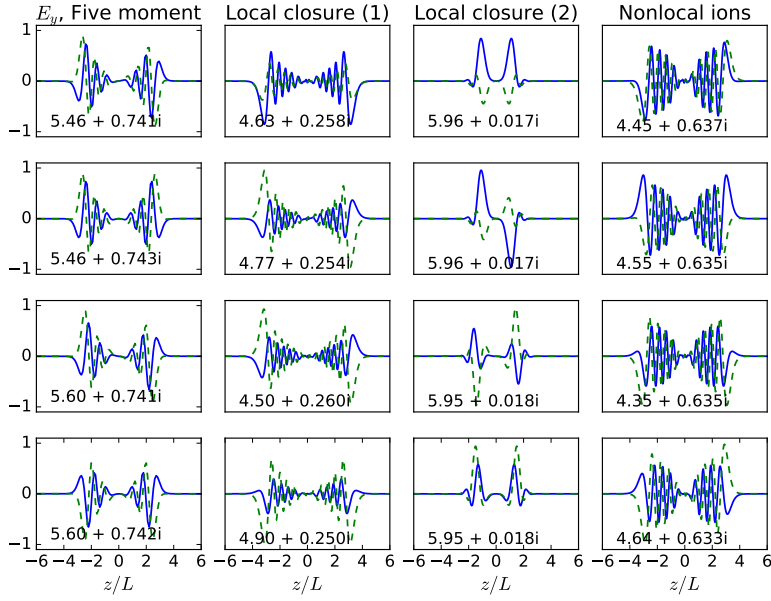 E_y, Five moment
Local closure (1)
Local closure (2)
Nonlocal ions
1
0
−1
5.46 + 0.741i
4.63 + 0.258i
5.96 + 0.017i
4.45 + 0.637i
1
0
−1
5.46 + 0.743i
4.77 + 0.254i
5.96 + 0.017i
4.55 + 0.635i
1
0
−1
5.60 + 0.741i
4.50 + 0.260i
5.95 + 0.018i
4.35 + 0.635i
1
0
−1
5.60 + 0.742i
4.90 + 0.250i
5.95 + 0.018i
4.64 + 0.633i
−6 −4 −2 0 2 4 6
−4 −2 0 2 4 6
−4 −2 0 2 4 6
−4 −2 0 2 4 6
z/L
z/L
z/L
z/L